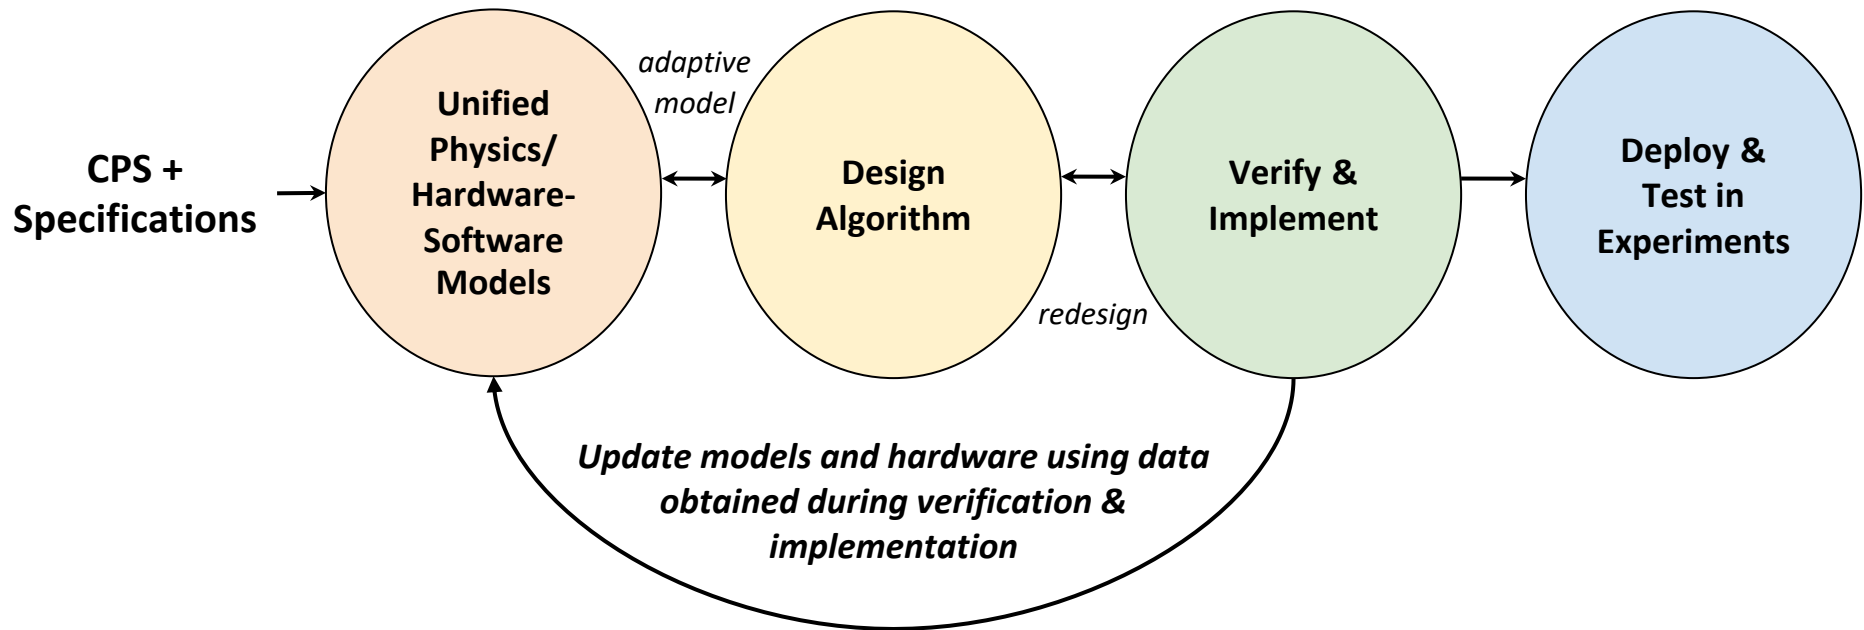 CPS +
Specifications
Unified
Physics/
Hardware-
Software
Models
adaptive
model
Design
Algorithm
redesign
Verify &
Implement
Deploy &
Test in
Experiments
Update models and hardware using data
obtained during verification &
implementation